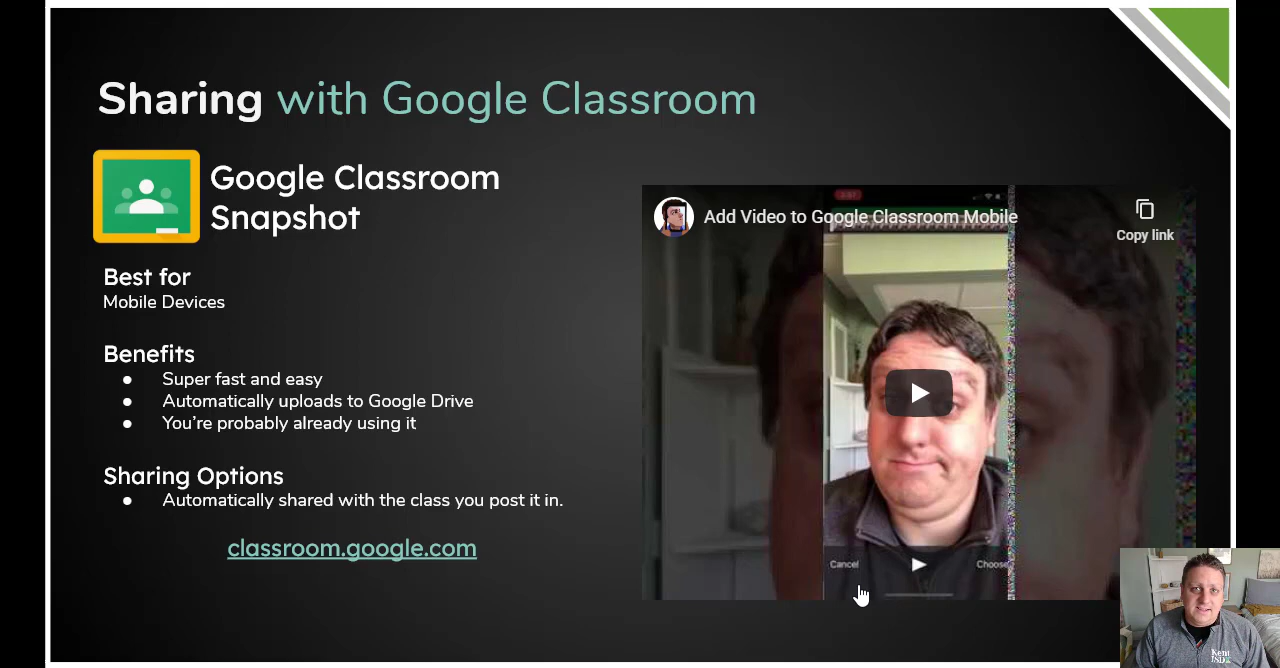 Sharing with Google Classroom
Google Classroom
Snapshot
Best for
Mobile Devices
Benefits
● Super fast and easy
● Automatically uploads to Google Drive
● You’re probably already using it
Sharing Options
● Automatically shared with the class you post it in.
classroom.google.com
Add Video to Google Classroom Mobile
Copy link
Cancel
Choose
Kent
ISD